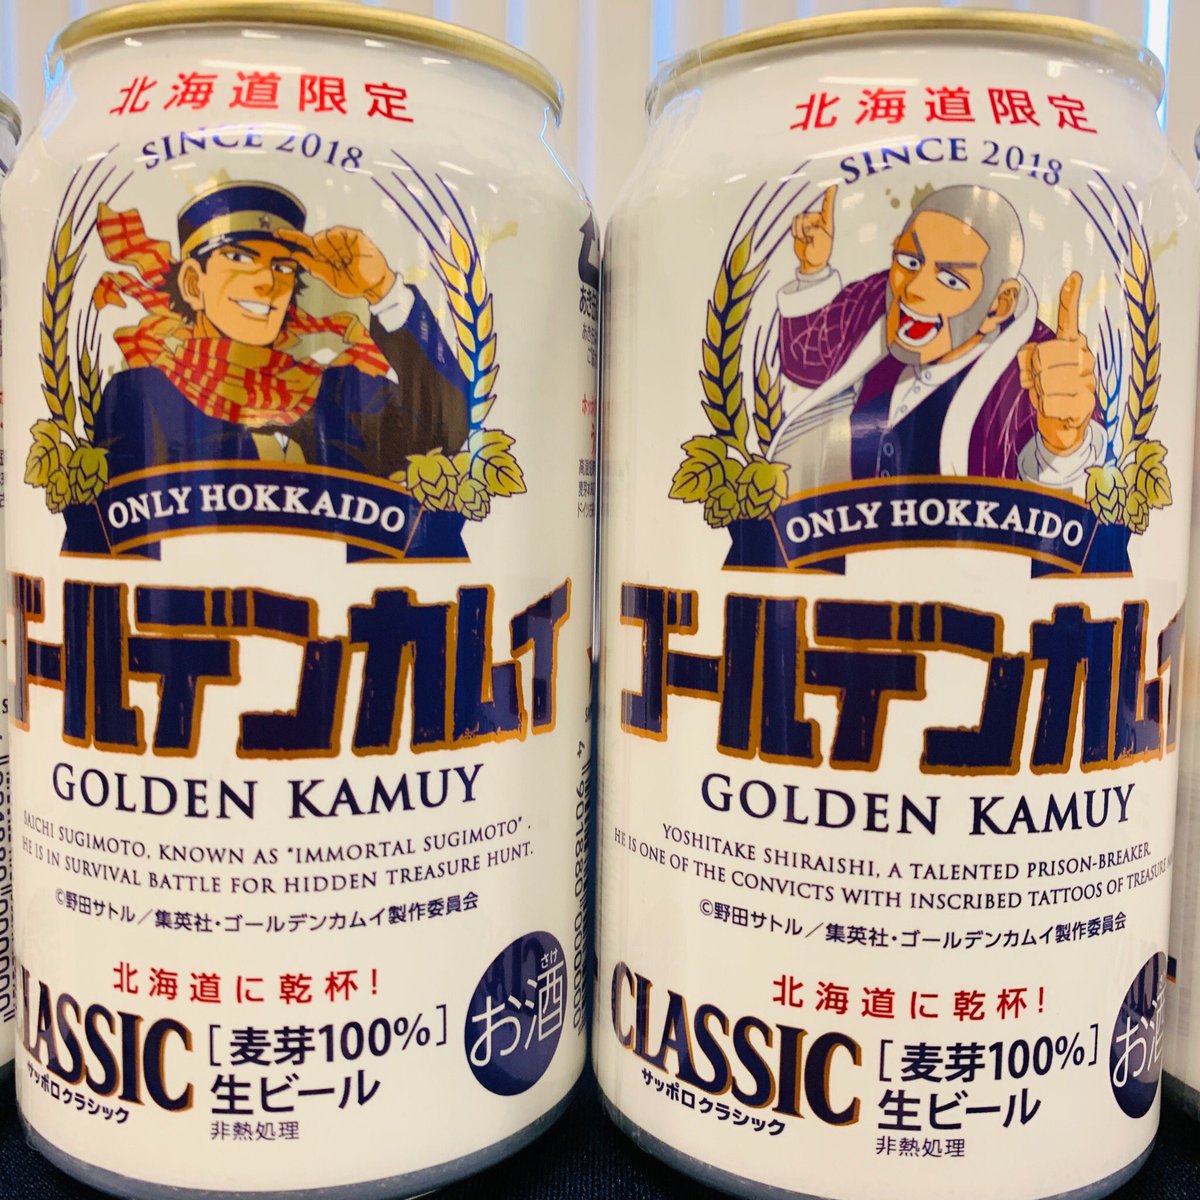 北海道限定
SINCE 2018
ONLY HOKKAIDO
ゴールデンカムイ
GOLDEN KAMUY
SAICHI SUGIMOTO, KNOWN AS "IMMORTAL SUGIMOTO".
HE IS IN SURVIVAL BATTLE FOR HIDDEN TREASURE HUNT.
©野田サトル／集英社・ゴールデンカムイ製作委員会
北海道に乾杯!
CLASSIC
サッポロクラシック
[麦芽100%]
生ビール
非熱処理
さけ
お酒
北海道限定
SINCE 2018
ONLY HOKKAIDO
ゴールデンカムイ
GOLDEN KAMUY
YOSHITAKE SHIRAISHI, A TALENTED PRISON-BREAKER
HE IS ONE OF THE CONVICTS WITH INSCRIBED TATTOOS OF TREASURE
©野田サトル／集英社・ゴールデンカムイ製作委員会
北海道に乾杯!
CLASSIC
サッポロクラシック
[麦芽100%]
生ビール
非熱処理
お酒